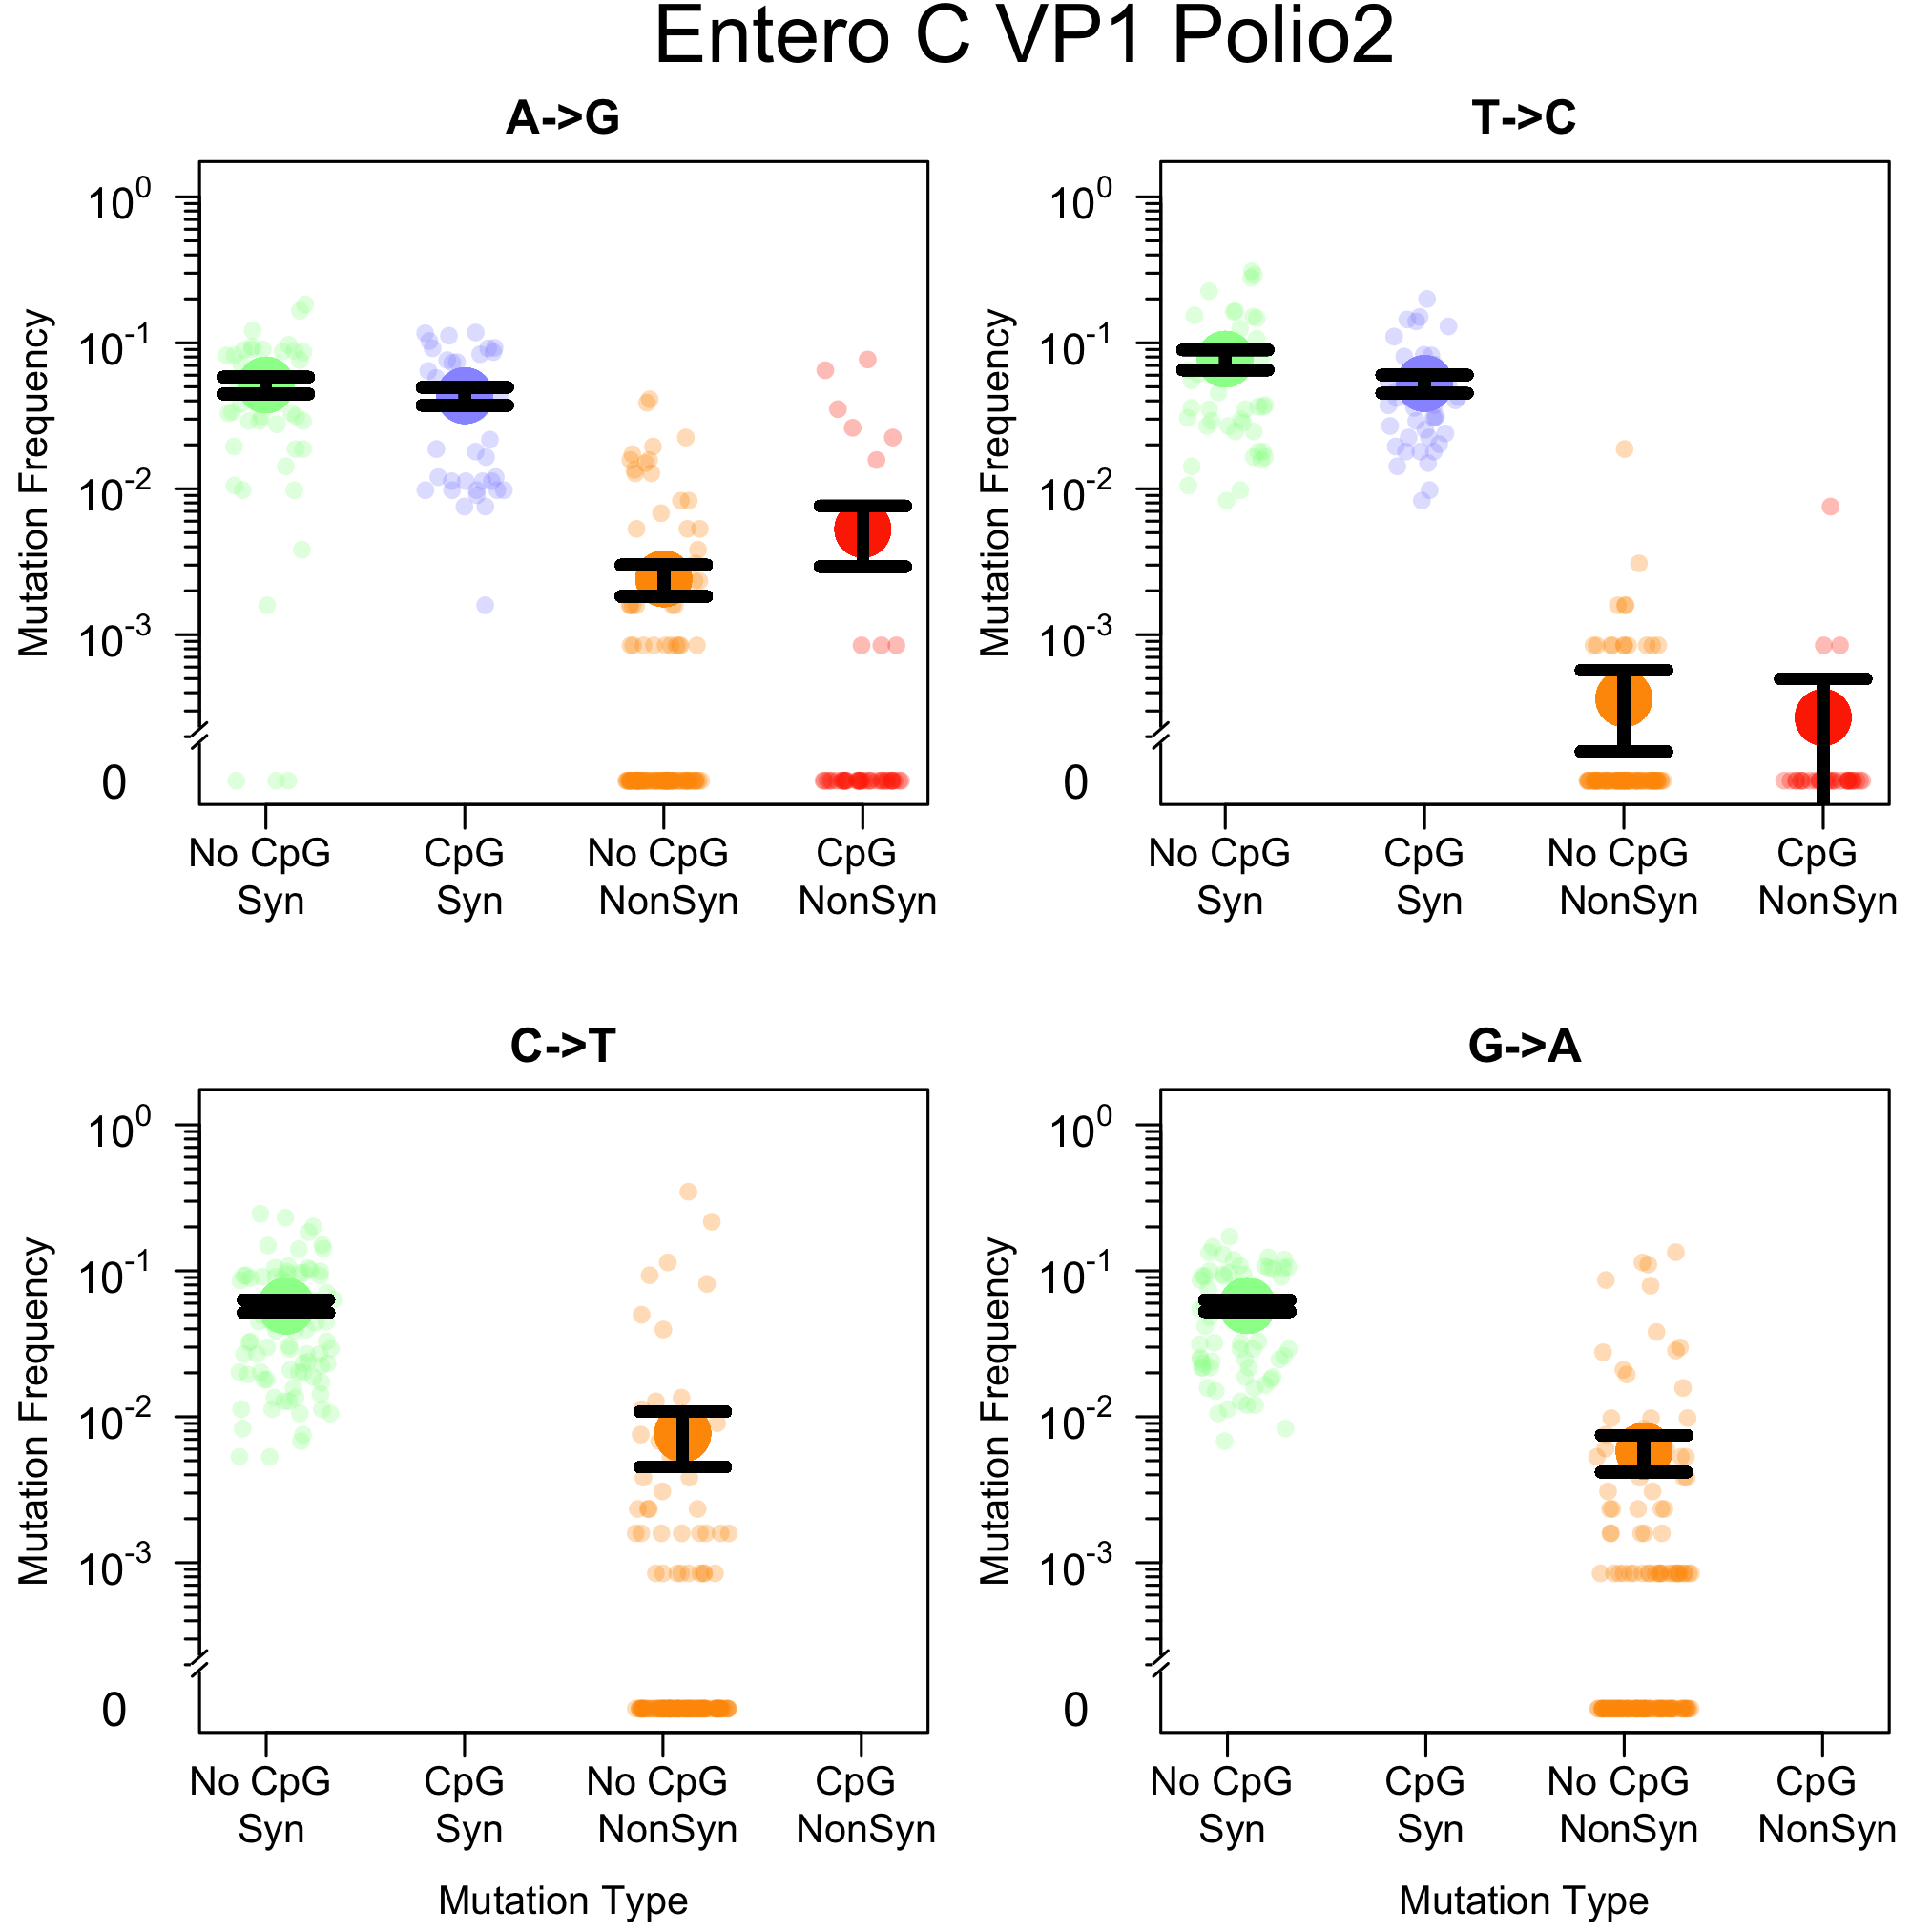 Entero C VP1 Polio2
A->G
Mutation Frequency
10^0
10^-1
10^-2
10^-3
0
No CpG Syn
CpG Syn
No CpG NonSyn
CpG NonSyn
T->C
Mutation Frequency
10^0
10^-1
10^-2
10^-3
0
No CpG Syn
CpG Syn
No CpG NonSyn
CpG NonSyn
C->T
Mutation Frequency
10^0
10^-1
10^-2
10^-3
0
No CpG Syn
CpG Syn
No CpG NonSyn
CpG NonSyn
Mutation Type
G->A
Mutation Frequency
10^0
10^-1
10^-2
10^-3
0
No CpG Syn
CpG Syn
No CpG NonSyn
CpG NonSyn
Mutation Type